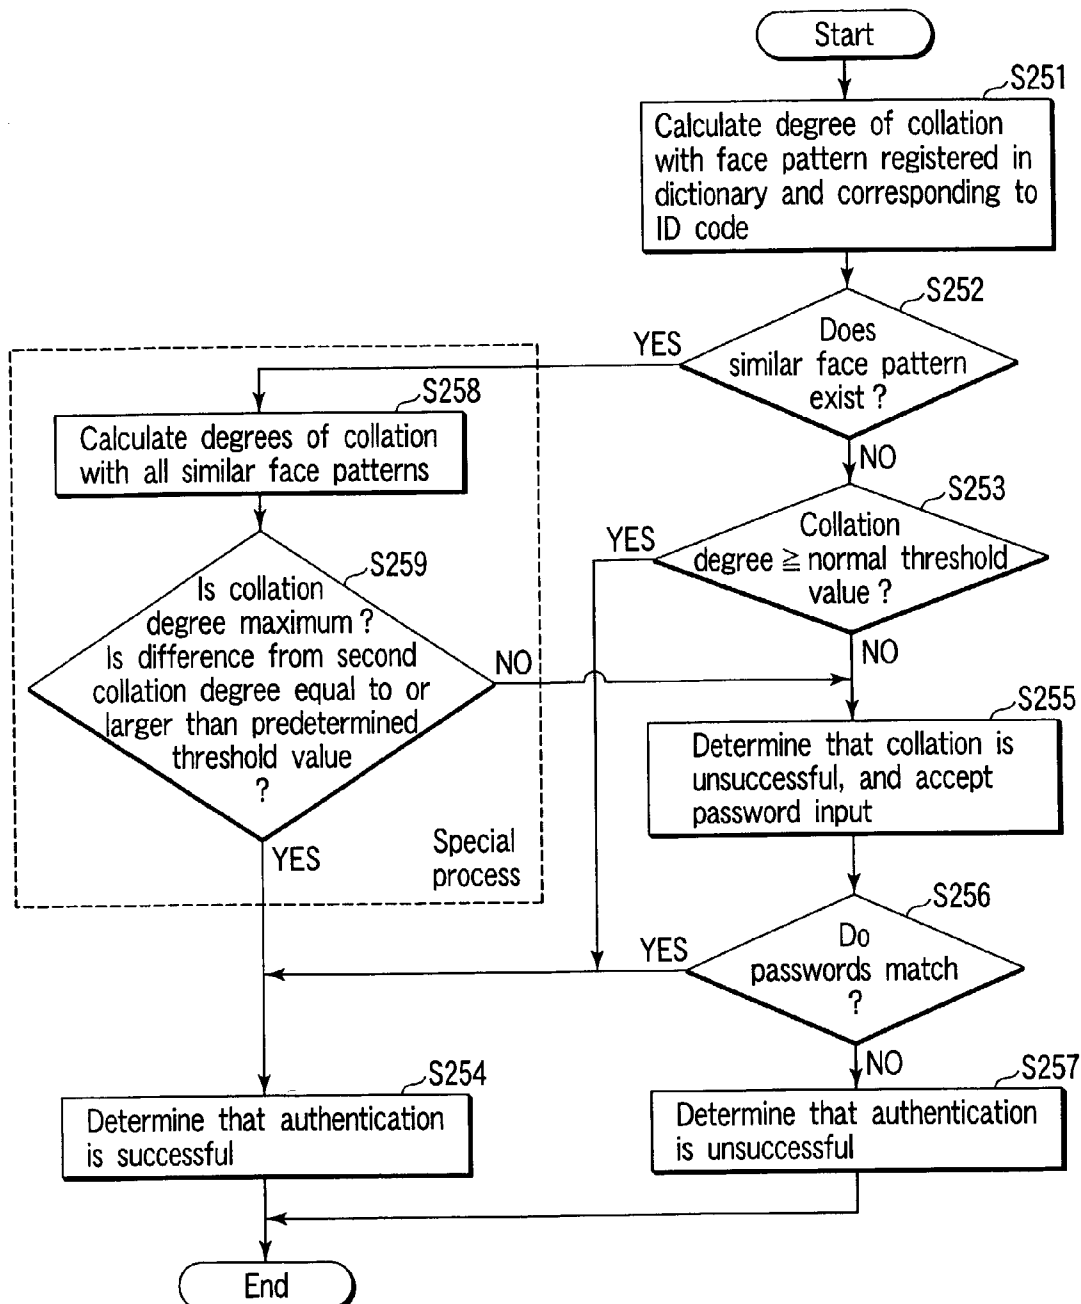 Start
S251
Calculate degree of collation
with face pattern registered in
dictionary and corresponding to
ID code
S252
Does
similar face pattern
exist ?
YES
NO
S258
Calculate degrees of collation
with all similar face patterns
S253
Collation
degree ≧ normal threshold
value ?
YES
NO
S259
Is collation
degree maximum ?
Is difference from second
collation degree equal to or
larger than predetermined
threshold value
?
NO
YES
Special
process
S255
Determine that collation is
unsuccessful, and accept
password input
S256
Do
passwords match
?
YES
NO
S254
Determine that authentication
is successful
S257
Determine that authentication
is unsuccessful
End